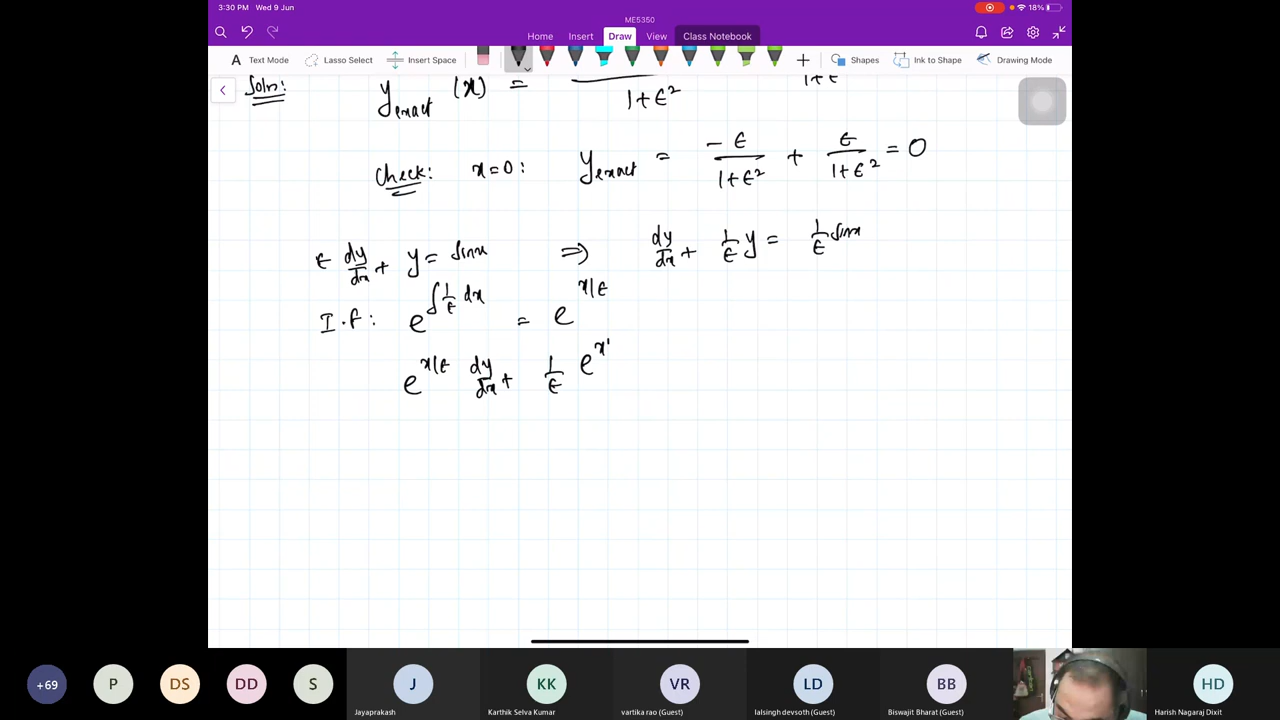 3:30 PM Wed 9 Jun
18%
ME5350
Home Insert Draw View Class Notebook
A Text Mode Lasso Select Insert Space Shapes Ink to Shape Drawing Mode
Soln: y_exact (x) = / 1+ε² 1+ε
Check: x=0: y_exact = -ε/(1+ε²) + ε/(1+ε²) = 0
ε dy/dx + y = sinx ⇒ dy/dx + 1/ε y = 1/ε sinx
I.f: e^{∫ 1/ε dx} = e^{x/ε}
e^{x/ε} dy/dx + 1/ε e^{x'}
+69 P DS DD S J KK VR LD BB HD
Jayaprakash Karthik Selva Kumar vartika rao (Guest) lalsingh devsoth (Guest) Biswajit Bharat (Guest) Harish Nagaraj Dixit